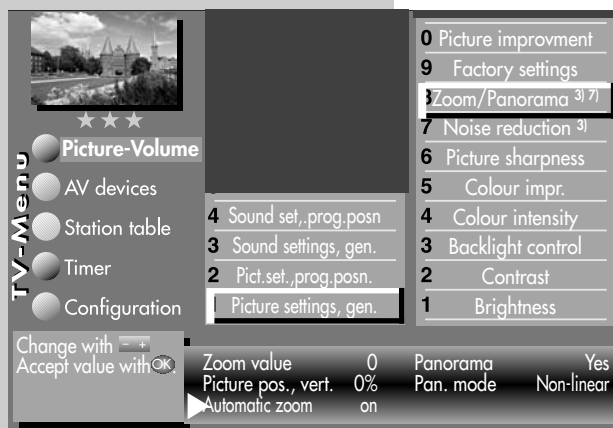 TV-Menu
Picture-Volume
AV devices
Station table
Timer
Configuration
4 Sound set,.prog.posn
3 Sound settings, gen.
2 Pict.set.,prog.posn.
Picture settings, gen.
0 Picture improvment
9 Factory settings
Zoom/Panorama 3) 7)
7 Noise reduction 3)
6 Picture sharpness
5 Colour impr.
4 Colour intensity
3 Backlight control
2 Contrast
1 Brightness
Change with - +
Accept value with OK.
Zoom value 0 Panorama Yes
Picture pos., vert. 0% Pan. mode Non-linear
Automatic zoom on